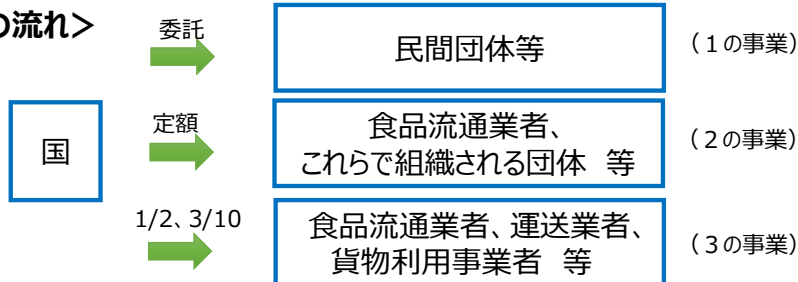 の流れ>
委託
民間団体等
（1の事業）
国
定額
食品流通業者、
これらで組織される団体 等
（2の事業）
1/2、3/10
食品流通業者、運送業者、
貨物利用事業者 等
（3の事業）